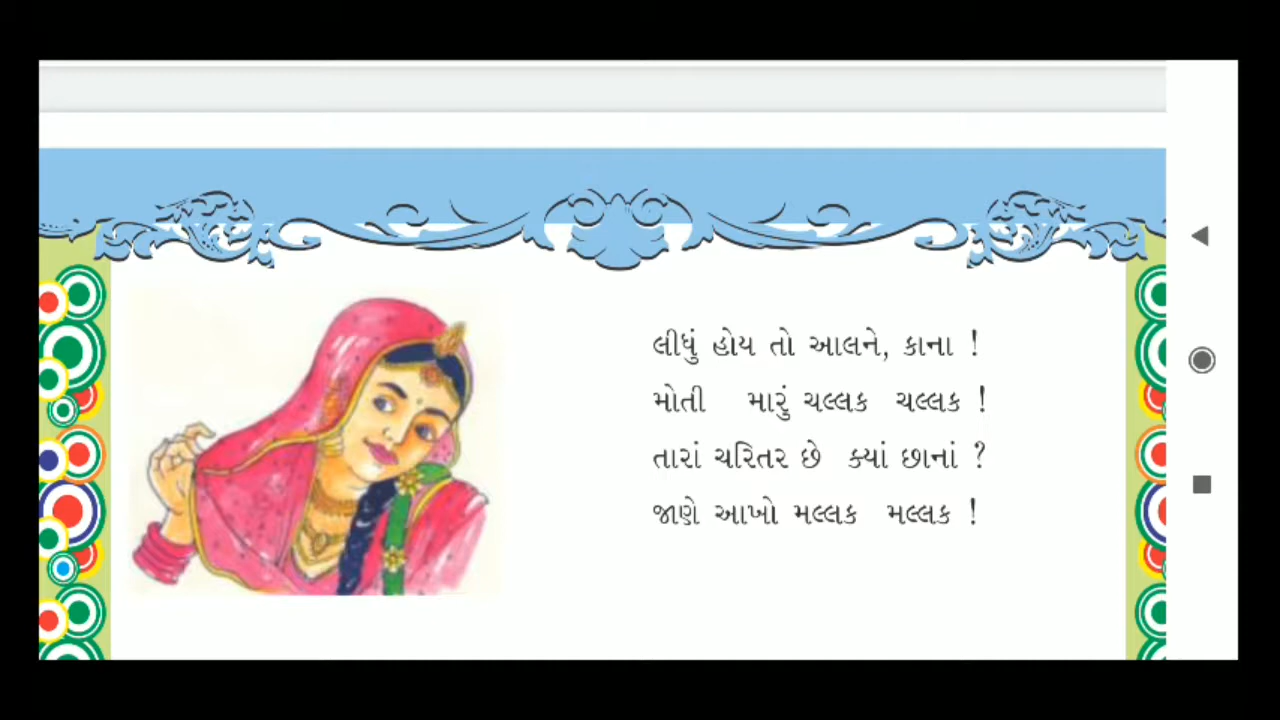 લીધું હોય તો આલને, કાના !
મોતી મારું ચલ્લક ચલ્લક !
તારાં ચરિતર છે ક્યાં છાનાં ?
જાણે આખો મલ્લક મલ્લક !